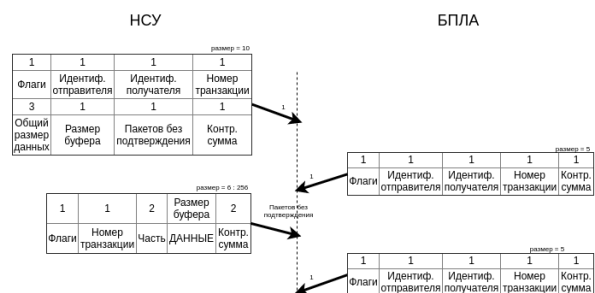 НСУ
БПЛА
размер = 10
1 1 1 1
Флаги Идентиф. отправителя Идентиф. получателя Номер транзакции
3 1 1 1
Общий размер данных Размер буфера Пакетов без подтверждения Контр. сумма
1
размер = 5
1 1 1 1 1
Флаги Идентиф. отправителя Идентиф. получателя Номер транзакции Контр. сумма
1
размер = 6 : 256
1 1 2 Размер буфера 2
Флаги Номер транзакции Часть ДАННЫЕ Контр. сумма
Пакетов без
подтверждения
размер = 5
1 1 1 1 1
Флаги Идентиф. отправителя Идентиф. получателя Номер транзакции Контр. сумма
1